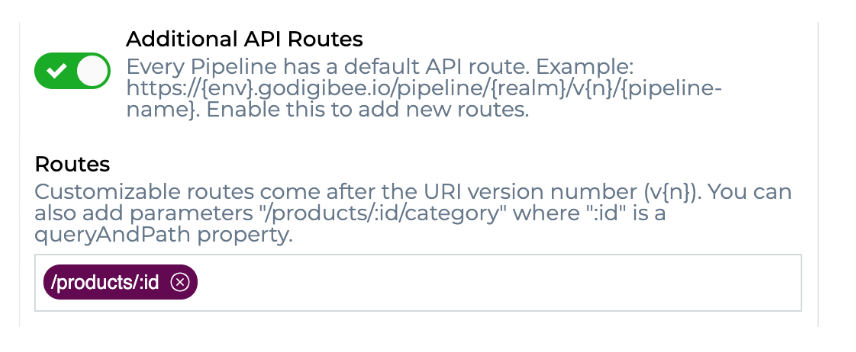 Additional API Routes
Every Pipeline has a default API route. Example:
https://{env}.godigibee.io/pipeline/{realm}/v{n}/{pipeline-
name}. Enable this to add new routes.
Routes
Customizable routes come after the URI version number (v{n}). You can
also add parameters "/products/:id/category" where ":id" is a
queryAndPath property.
/products/:id